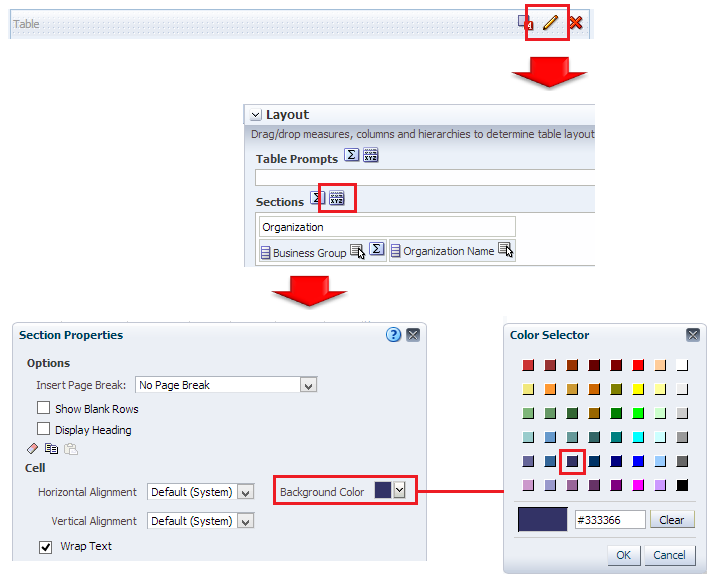 Table
Layout
Drag/drop measures, columns and hierarchies to determine table layout
Table Prompts
Sections
Organization
Business Group
Organization Name
Section Properties
Options
Insert Page Break: No Page Break
Show Blank Rows
Display Heading
Cell
Horizontal Alignment Default (System) Background Color
Vertical Alignment Default (System)
Wrap Text
Color Selector
#333366 Clear
OK Cancel